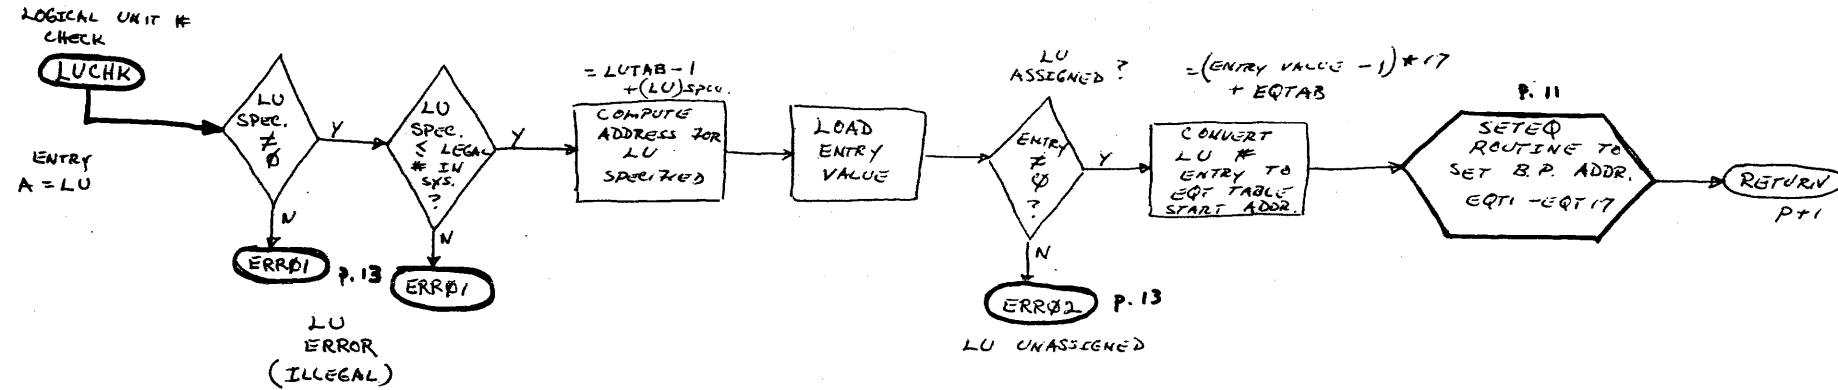 LOGICAL UNIT #
CHECK
LUCHK
ENTRY
A = LU
LU
SPEC.
≠
Ø
Y
N
ERRØ1
P. 13
LU
SPEC.
≤ LEGAL
# IN
SYS.
?
Y
N
ERRØ1
LU
ERROR
(ILLEGAL)
= LUTAB-1
+(LU)SPEC.
COMPUTE
ADDRESS FOR
LU
SPECIFIED
LOAD
ENTRY
VALUE
LU
ASSIGNED ?
ENTRY
≠
Ø
?
Y
N
ERRØ2
P. 13
LU UNASSIGNED
=(ENTRY VALUE -1)*17
+ EQTAB
CONVERT
LU #
ENTRY TO
EQT TABLE
START ADDR.
P. 11
SETEQ
ROUTINE TO
SET B.P. ADDR.
EQT1 - EQT17
RETURN
P+1